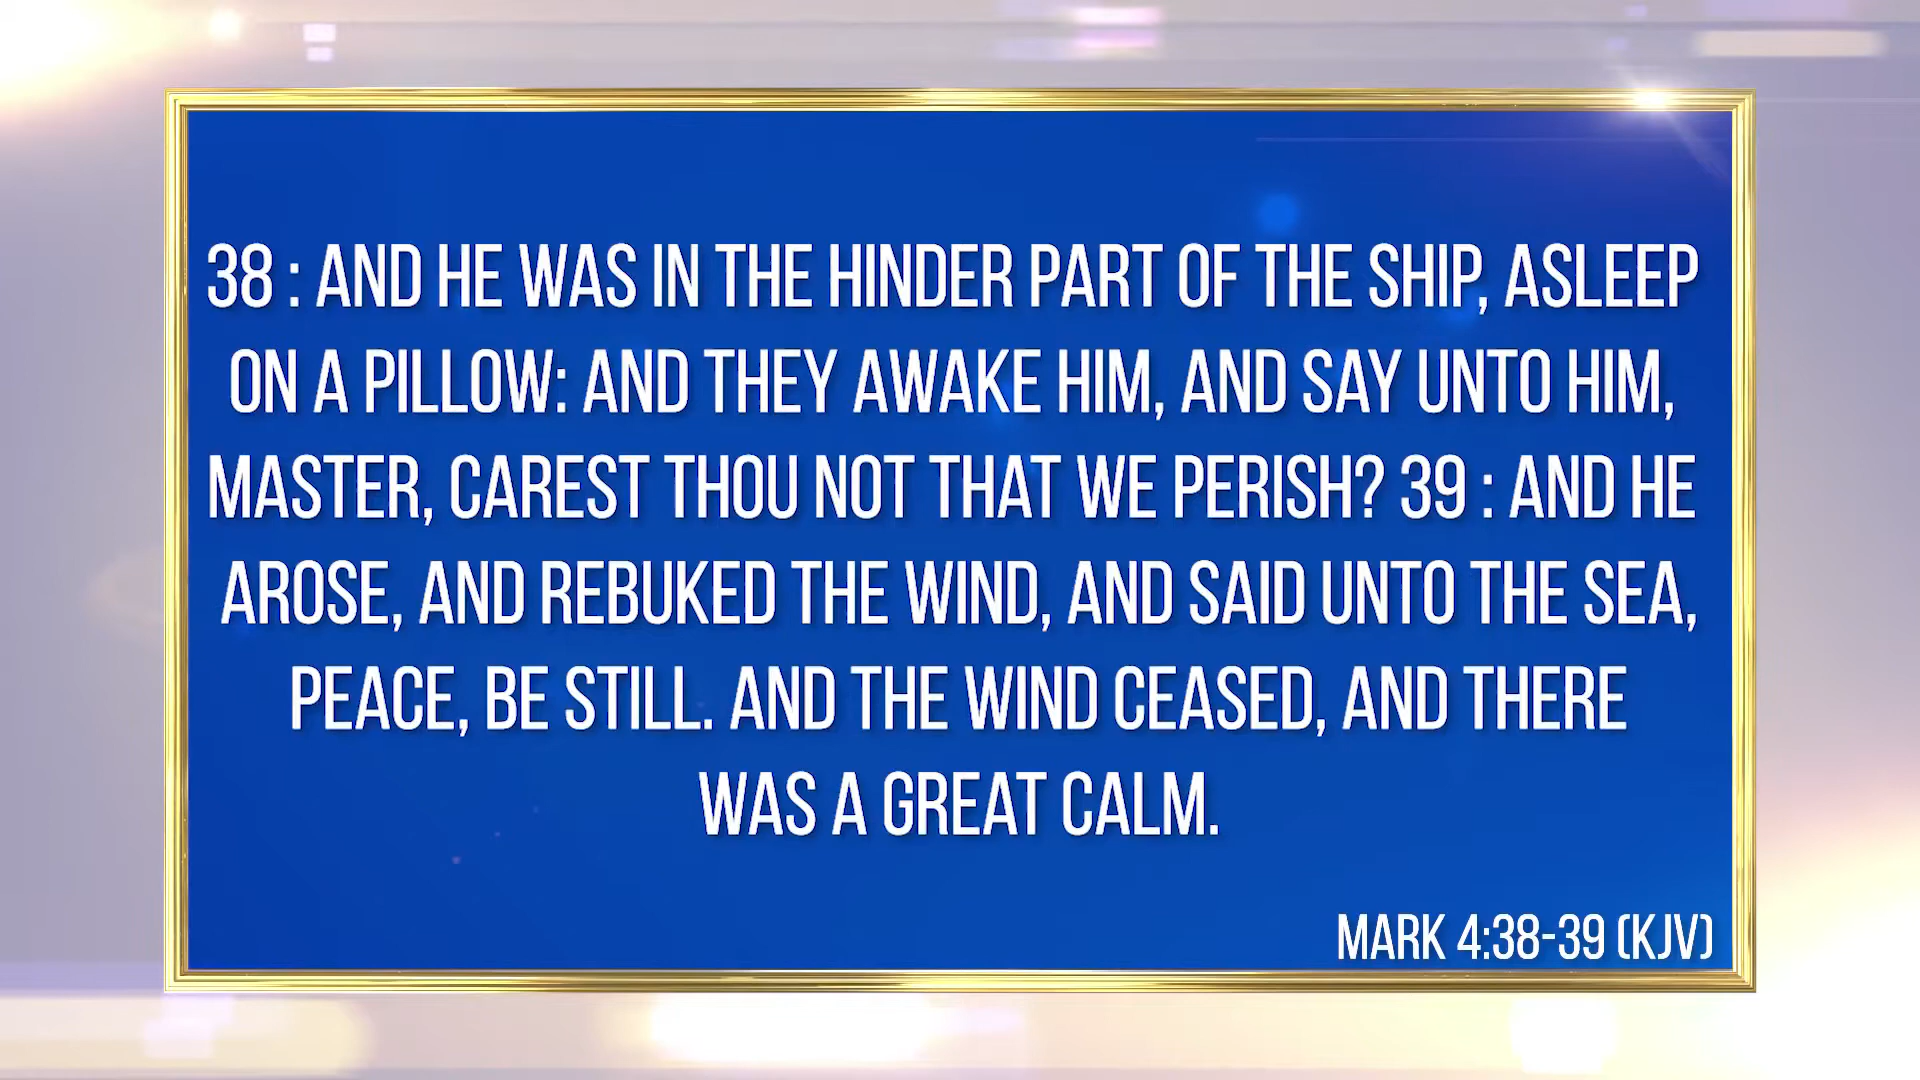 38 : AND HE WAS IN THE HINDER PART OF THE SHIP, ASLEEP
ON A PILLOW: AND THEY AWAKE HIM, AND SAY UNTO HIM,
MASTER, CAREST THOU NOT THAT WE PERISH? 39 : AND HE
AROSE, AND REBUKED THE WIND, AND SAID UNTO THE SEA,
PEACE, BE STILL. AND THE WIND CEASED, AND THERE
WAS A GREAT CALM.
MARK 4:38-39 (KJV)